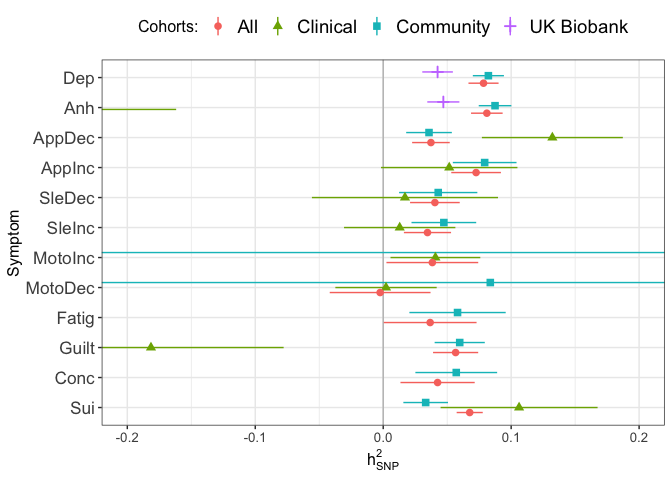 Cohorts: All Clinical Community UK Biobank
Symptom
Dep
Anh
AppDec
AppInc
SleDec
SleInc
MotoInc
MotoDec
Fatig
Guilt
Conc
Sui
-0.2 -0.1 0.0 0.1 0.2
h²SNP